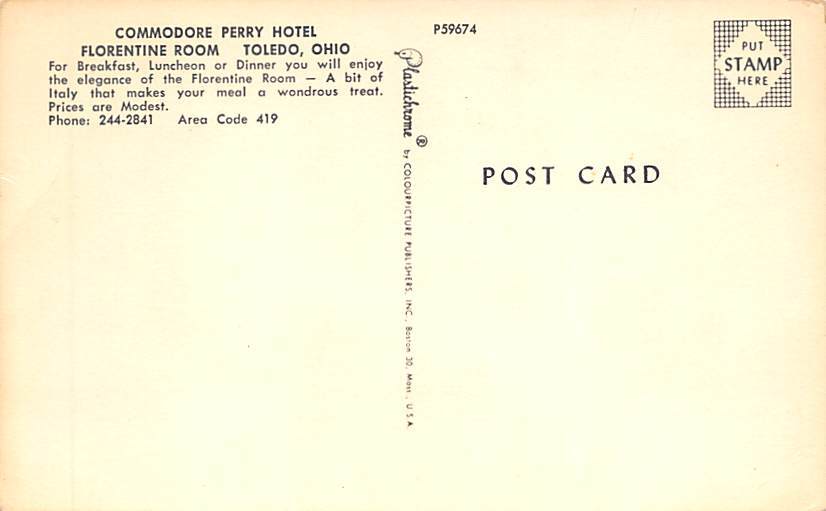 COMMODORE PERRY HOTEL
FLORENTINE ROOM TOLEDO, OHIO
For Breakfast, Luncheon or Dinner you will enjoy
the elegance of the Florentine Room — A bit of
Italy that makes your meal a wondrous treat.
Prices are Modest.
Phone: 244-2841 Area Code 419
P59674
Plastichrome® by COLOURPICTURE PUBLISHERS, INC., Boston 30, Mass., U.S.A.
PUT
STAMP
HERE
POST CARD